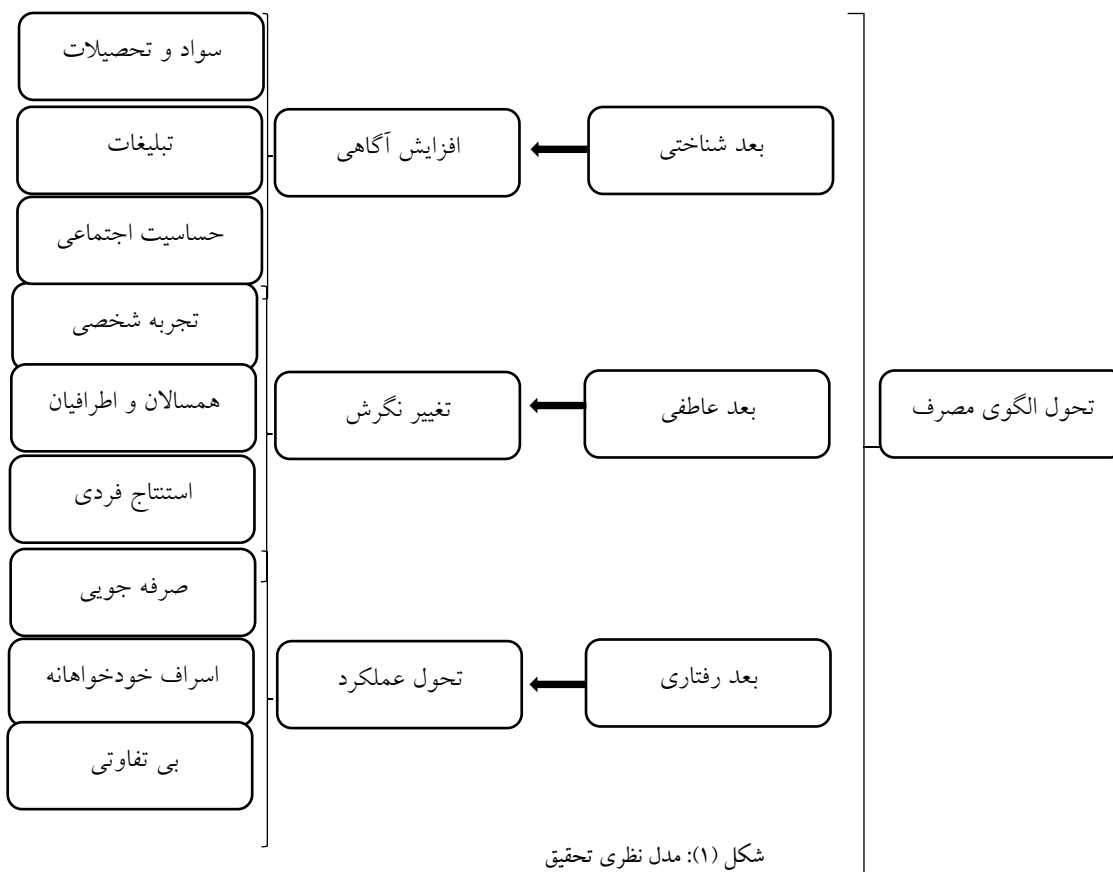 تحول الگوی مصرف
بعد شناختی
افزایش آگاهی
سواد و تحصیلات
تبلیغات
حساسیت اجتماعی
بعد عاطفی
تغییر نگرش
تجربه شخصی
همسالان و اطرافیان
استنتاج فردی
بعد رفتاری
تحول عملکرد
صرفه جویی
اسراف خودخواهانه
بی تفاوتی
شکل (۱): مدل نظری تحقیق